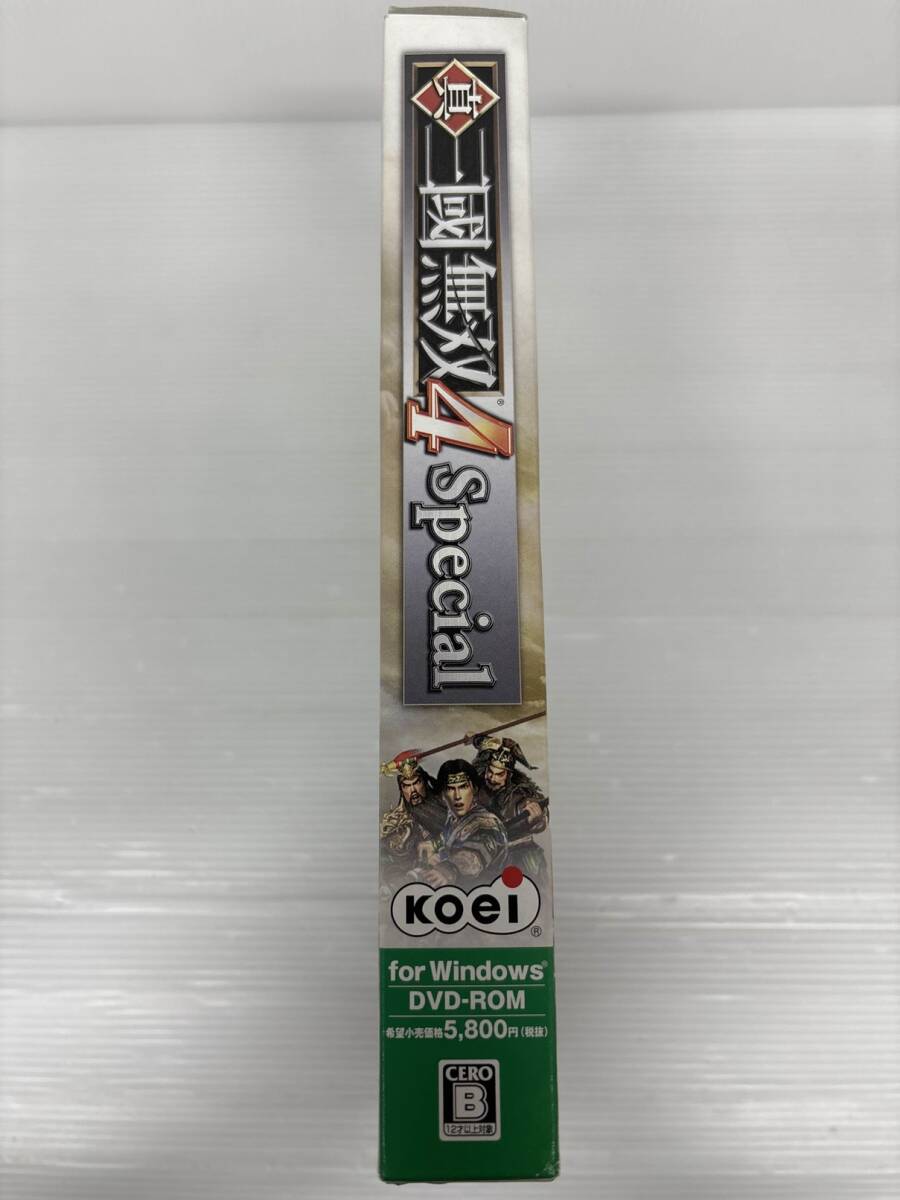 真・三國無双4®
Special
KOEI®
for Windows®
DVD-ROM
希望小売価格5,800円(税抜)
CERO
B
12才以上対象